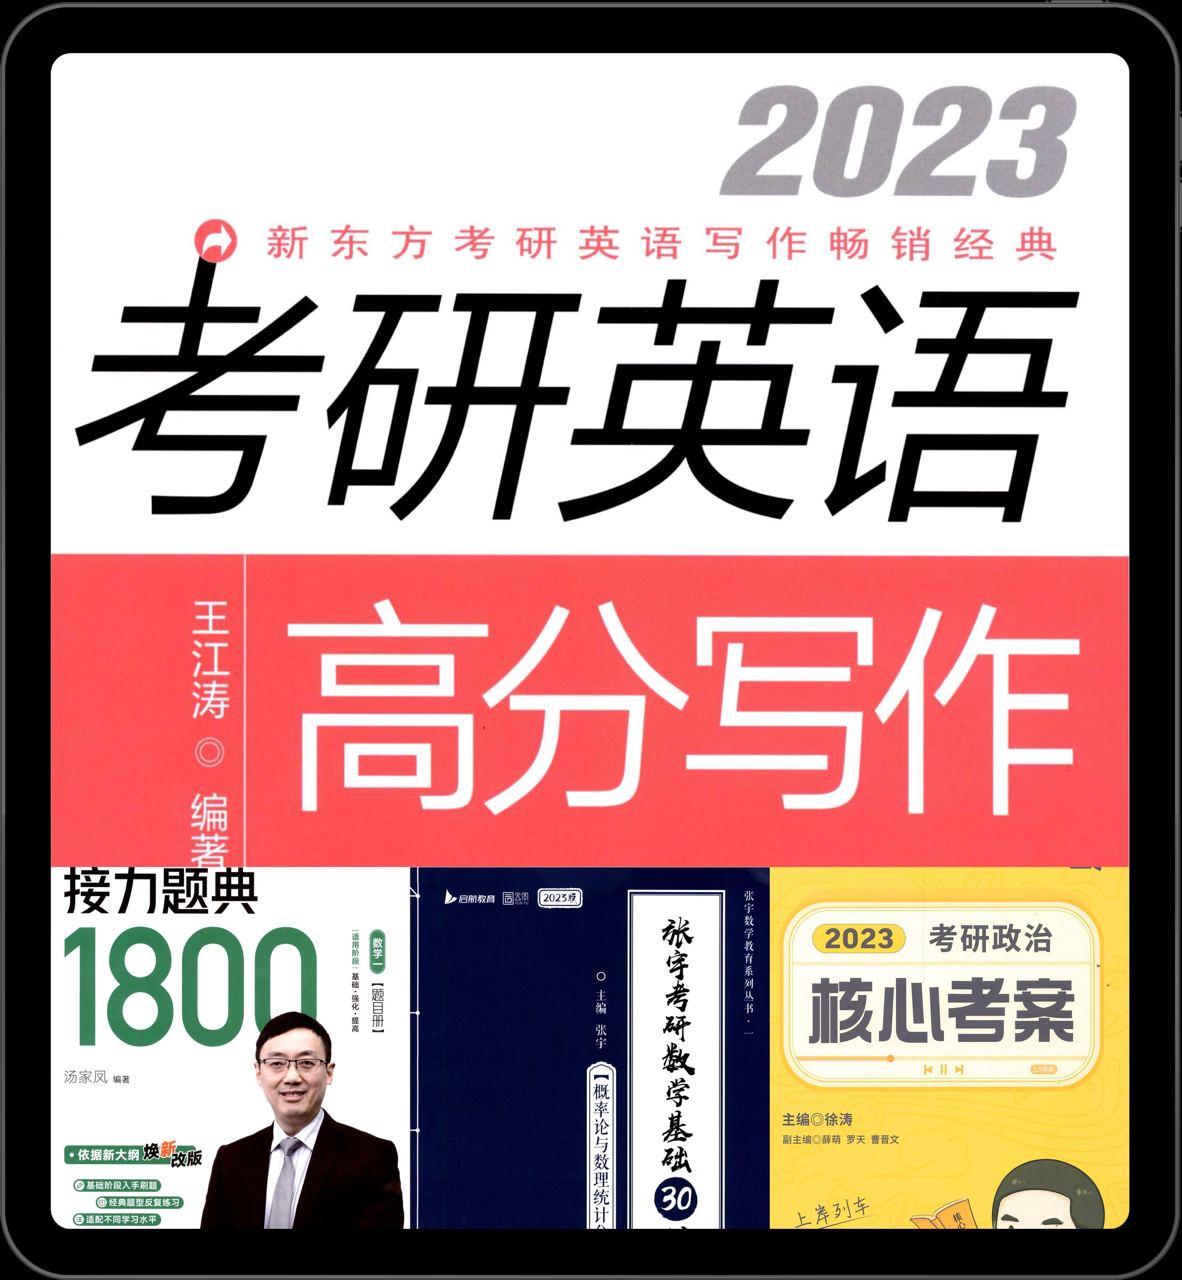 2023
新东方考研英语写作畅销经典
考研英语
高分写作
王江涛◎编著
接力题典
1800
数学一
【题目册】
适用阶段
基础·强化·提高
汤家凤 编著
·依据新大纲 焕新改版
基础阶段入手刷题
经典题型反复练习
适配不同学习水平
启航教育
2023版
张宇数学教育系列丛书·一
张宇考研数学基础30
○主编 张宇
【概率论与数理统计
2023 考研政治
核心考案
主编◎徐涛
副主编◎薛萌 罗天 曹晋文
上岸列车
核心